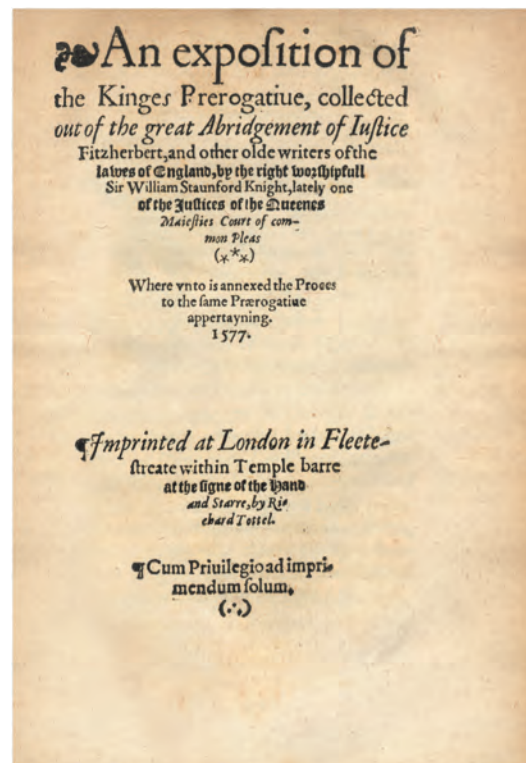 An expoſition of
the Kinges Prerogatiue, collected
out of the great Abridgement of Iuſtice
Fitzherbert,and other olde writers of the
lawes of England, by the right worſhipfull
Sir William Staunford Knight,lately one
of the Juſtices of the Queenes
Maieſties Court of com-
mon Pleas
(⁎*⁎)
Where vnto is annexed the Proces
to the ſame Prærogatiue
appertayning.
1577.
¶Imprinted at London in Fleete-
ſtreate within Temple barre
at the ſigne of the Hand
and Starre, by Ri-
chard Tottel.
¶Cum Priuilegio ad impri-
mendum ſolum.
(∴)